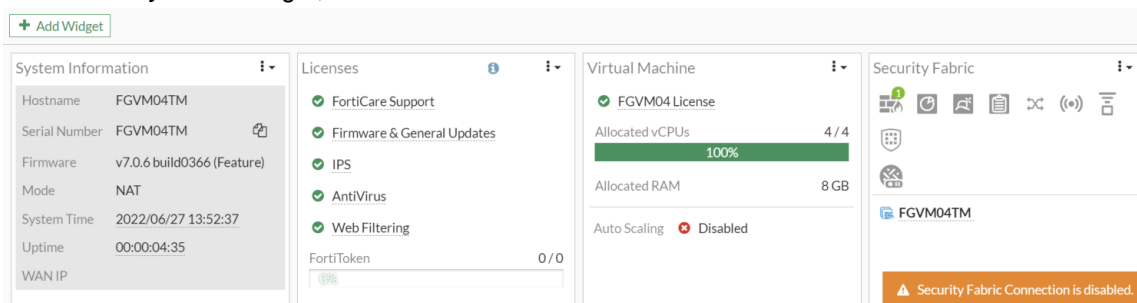 + Add Widget
System Information
Hostname FGVM04TM
Serial Number FGVM04TM
Firmware v7.0.6 build0366 (Feature)
Mode NAT
System Time 2022/06/27 13:52:37
Uptime 00:00:04:35
WAN IP
Licenses
FortiCare Support
Firmware & General Updates
IPS
AntiVirus
Web Filtering
FortiToken 0/0
0%
Virtual Machine
FGVM04 License
Allocated vCPUs 4/4
100%
Allocated RAM 8 GB
Auto Scaling Disabled
Security Fabric
1
FGVM04TM
Security Fabric Connection is disabled.